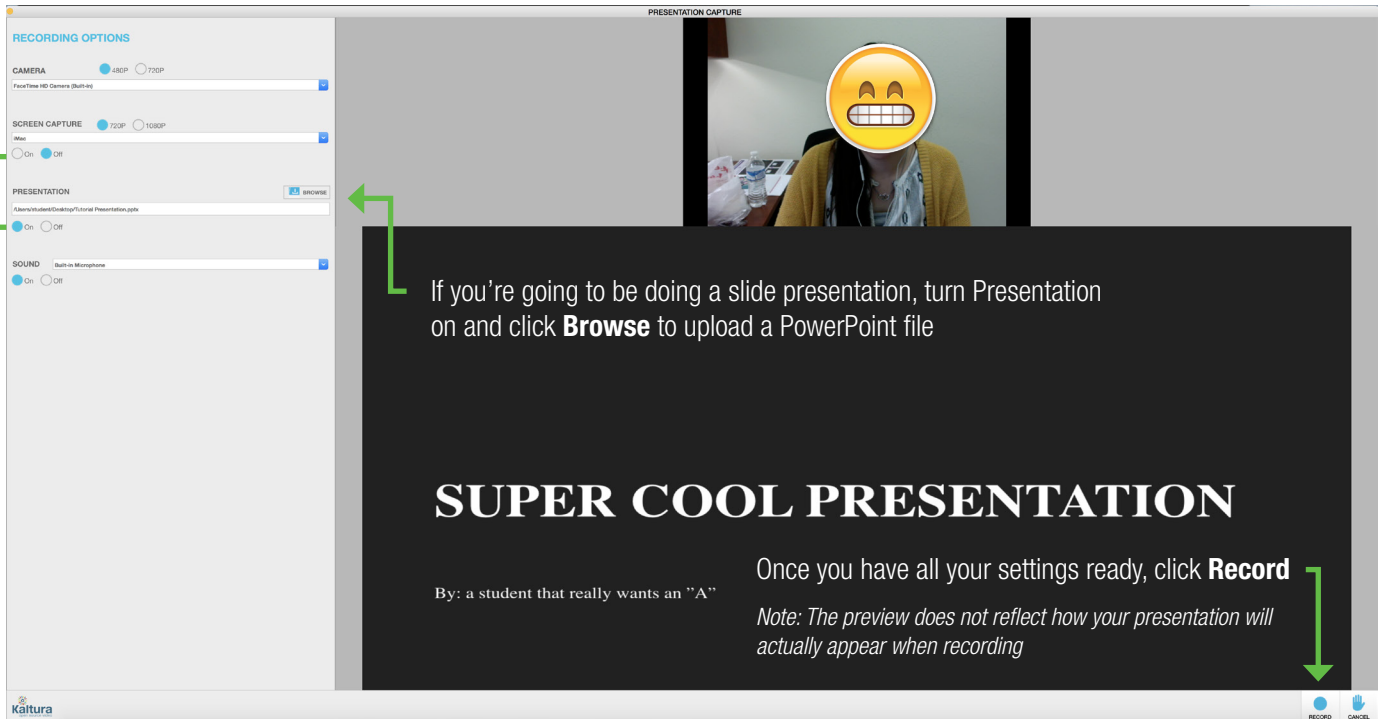 PRESENTATION CAPTURE
RECORDING OPTIONS
CAMERA 480P 720P
FaceTime HD Camera (Built-in)
SCREEN CAPTURE 720P 1080P
iMac
On Off
PRESENTATION BROWSE
/Users/student/Desktop/Tutorial Presentation.pptx
On Off
SOUND Built-in Microphone
On Off
If you’re going to be doing a slide presentation, turn Presentation
on and click Browse to upload a PowerPoint file
SUPER COOL PRESENTATION
By: a student that really wants an ”A”
Once you have all your settings ready, click Record
Note: The preview does not reflect how your presentation will
actually appear when recording
Kaltura
RECORD CANCEL